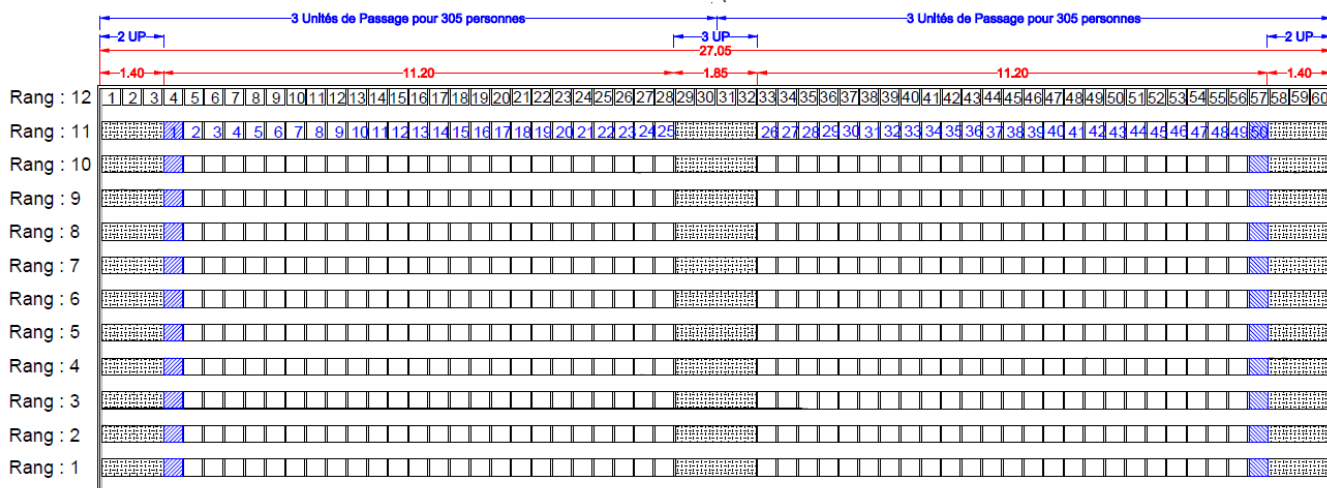 3 Unités de Passage pour 305 personnes 3 Unités de Passage pour 305 personnes
2 UP 3 UP 2 UP
27.05
1.40 11.20 1.85 11.20 1.40
Rang : 12 1 2 3 4 5 6 7 8 9 10 11 12 13 14 15 16 17 18 19 20 21 22 23 24 25 26 27 28 29 30 31 32 33 34 35 36 37 38 39 40 41 42 43 44 45 46 47 48 49 50 51 52 53 54 55 56 57 58 59 60
Rang : 11 1 2 3 4 5 6 7 8 9 10 11 12 13 14 15 16 17 18 19 20 21 22 23 24 25 26 27 28 29 30 31 32 33 34 35 36 37 38 39 40 41 42 43 44 45 46 47 48 49 50
Rang : 10
Rang : 9
Rang : 8
Rang : 7
Rang : 6
Rang : 5
Rang : 4
Rang : 3
Rang : 2
Rang : 1